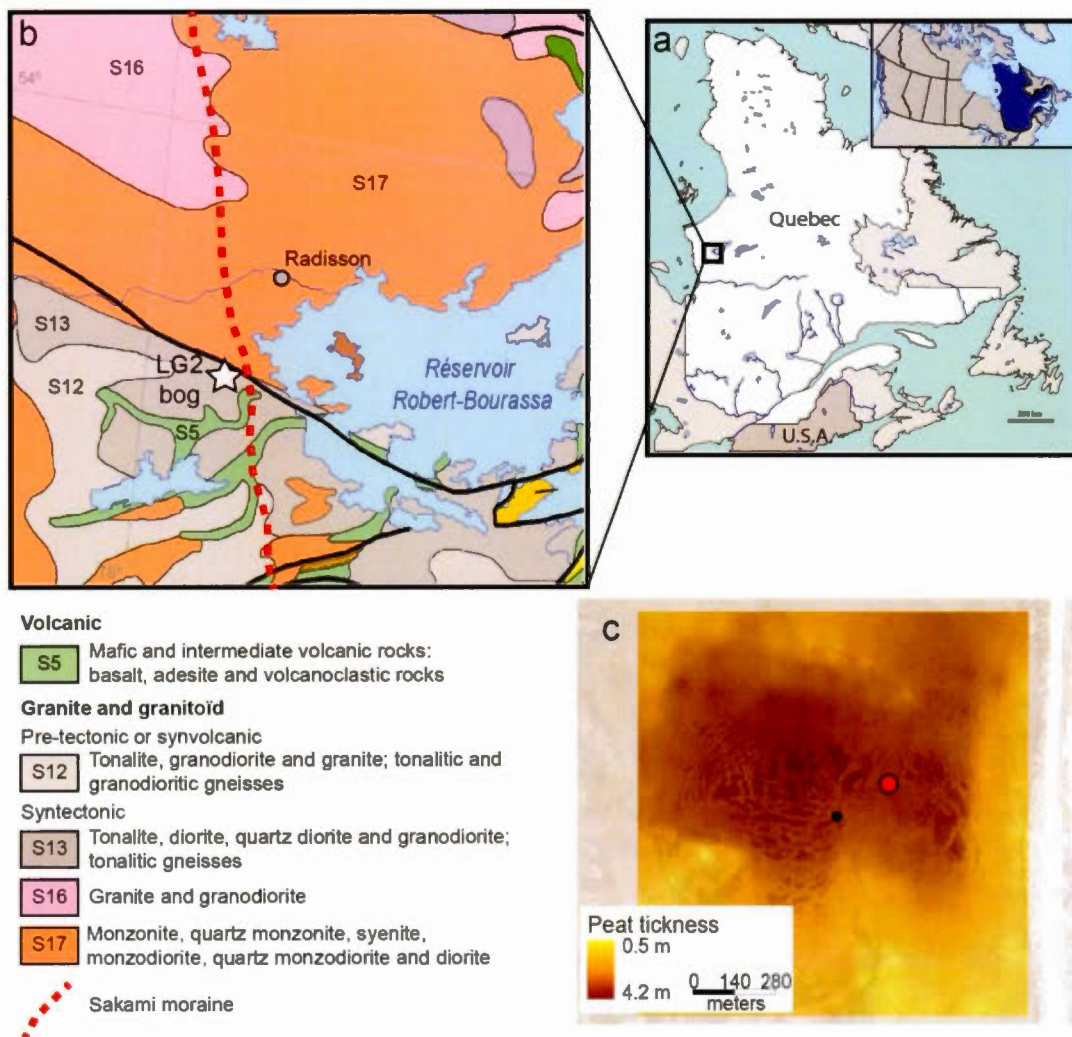 b
S16
54°
S17
Radisson
S13
LG2
bog
S12
S5
Réservoir
Robert-Bourassa
a
Quebec
U.S,A
Volcanic
S5
Mafic and intermediate volcanic rocks:
basalt, adesite and volcanoclastic rocks
Granite and granitoïd
Pre-tectonic or synvolcanic
S12
Tonalite, granodiorite and granite; tonalitic and
granodioritic gneisses
Syntectonic
S13
Tonalite, diorite, quartz diorite and granodiorite;
tonalitic gneisses
S16
Granite and granodiorite
S17
Monzonite, quartz monzonite, syenite,
monzodiorite, quartz monzodiorite and diorite
Sakami moraine
c
Peat tickness
0.5 m
4.2 m
0 140 280
meters